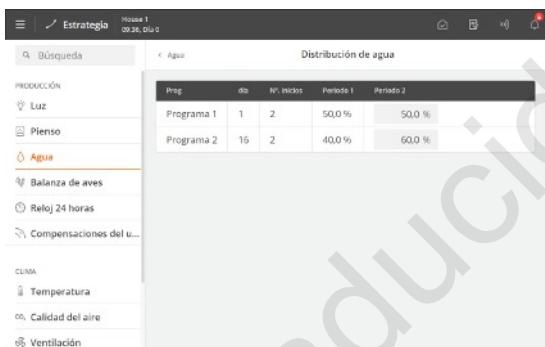 Estrategia
House 1
09:36, Día 0
Búsqueda
PRODUCCIÓN
Luz
Pienso
Agua
Balanza de aves
Reloj 24 horas
Compensaciones del u...
CLIMA
Temperatura
CO₂ Calidad del aire
Ventilación
< Agua
Distribución de agua
Prog día Nº. inicios Periodo 1 Periodo 2
Programa 1 1 2 50,0 % 50,0 %
Programa 2 16 2 40,0 % 60,0 %